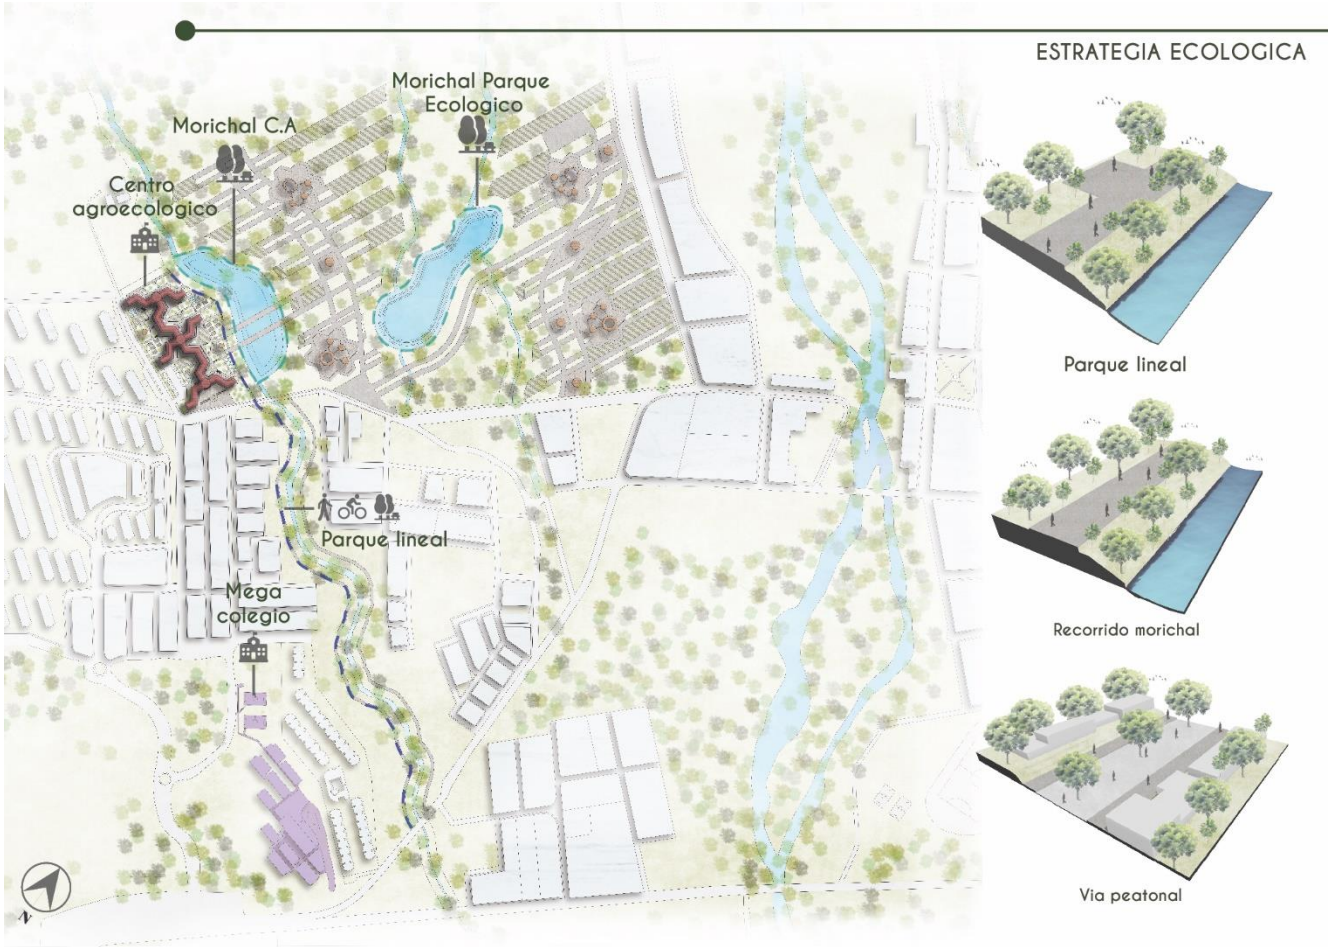 ESTRATEGIA ECOLOGICA
Morichal Parque
Ecologico
Morichal C.A
Centro
agroecologico
Parque lineal
Mega
colegio
Parque lineal
Recorrido morichal
Via peatonal
N